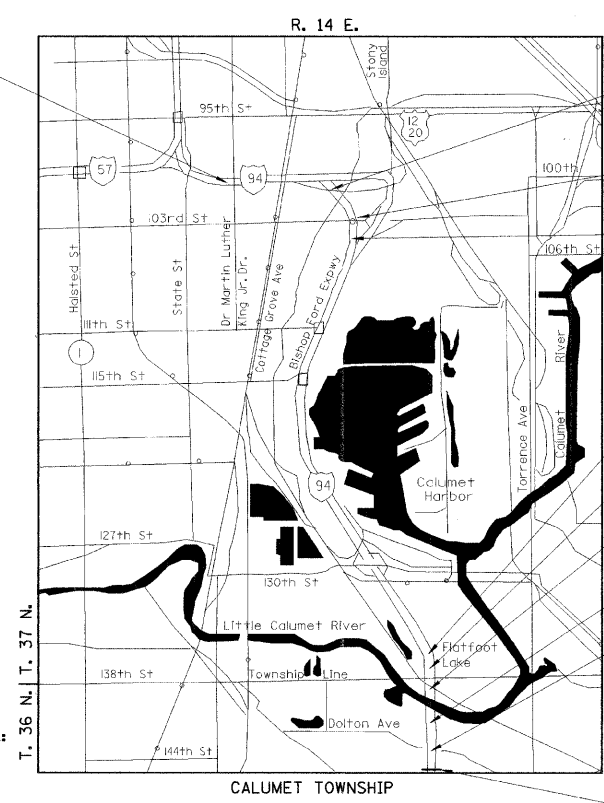 R. 14 E.
Stony
Island
95th St
12
20
57
94
100th
103rd St
106th St
Halsted St
State St
Dr Martin Luther
King Jr. Dr.
Cottage Grove Ave
Bishop Ford Expwy
111th St
1
115th St
Torrence Ave
Calumet River
94
Calumet
Harbor
127th St
130th St
Little Calumet River
Flatfoot
Lake
138th St
Township Line
Dolton Ave
144th St
T. 36 N. T. 37 N.
CALUMET TOWNSHIP